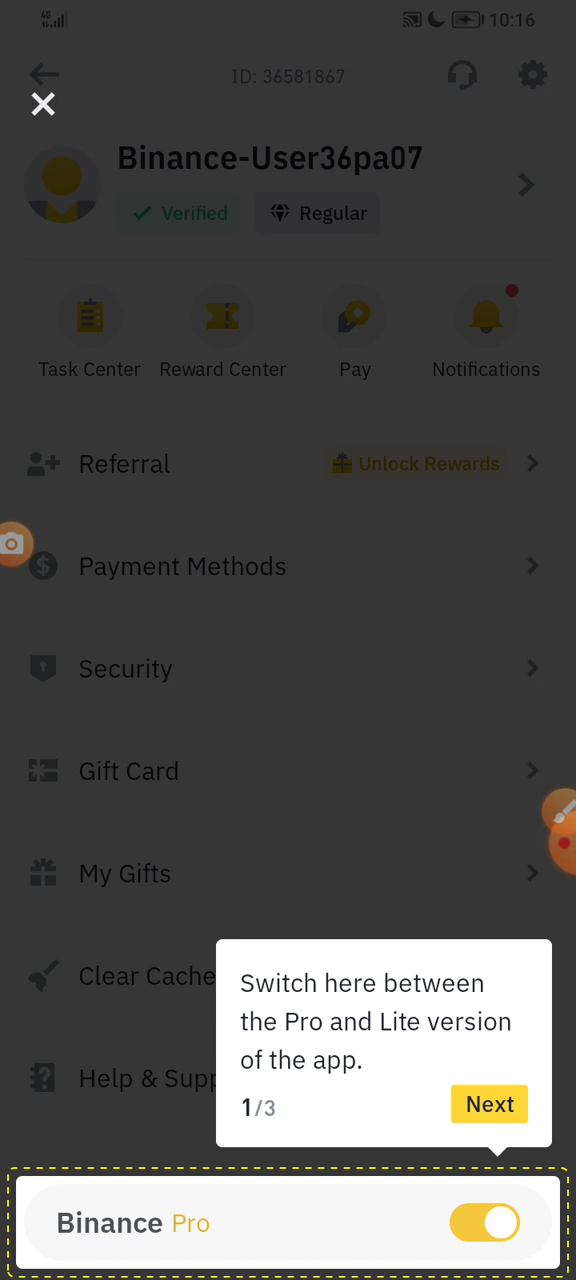 4G
10:16
ID: 36581867
Binance-User36pa07
Verified
Regular
Task Center
Reward Center
Pay
Notifications
Referral
Unlock Rewards
Payment Methods
Security
Gift Card
My Gifts
Clear Cache
Help & Supp
Switch here between
the Pro and Lite version
of the app.
1/3
Next
Binance Pro